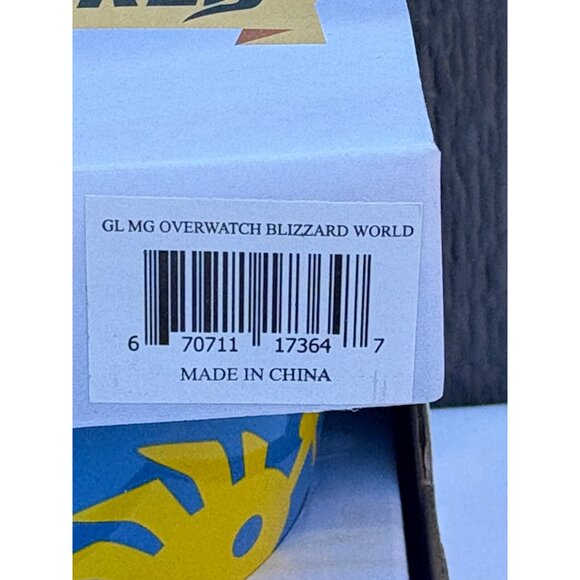 GL MG OVERWATCH BLIZZARD WORLD
6 70711 17364 7
MADE IN CHINA